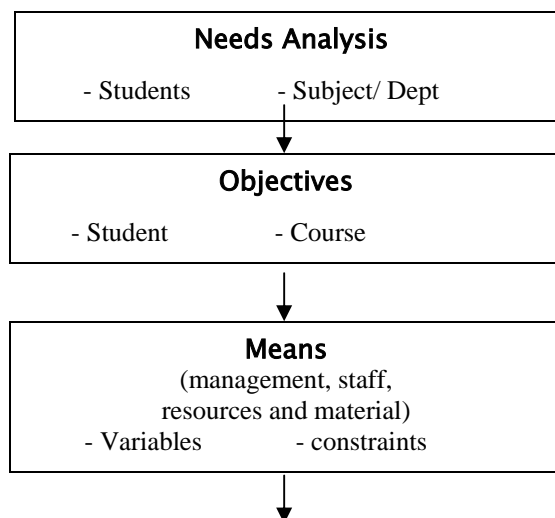 Needs Analysis
- Students - Subject/ Dept
Objectives
- Student - Course
Means
(management, staff,
resources and material)
- Variables - constraints